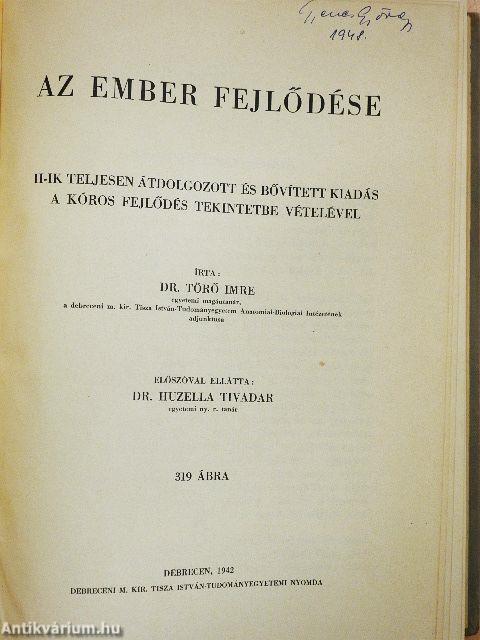 1948.
AZ EMBER FEJLŐDÉSE
II-IK TELJESEN ÁTDOLGOZOTT ÉS BŐVÍTETT KIADÁS
A KÓROS FEJLŐDÉS TEKINTETBE VÉTELÉVEL
ÍRTA:
DR. TÖRŐ IMRE
egyetemi magántanár,
a debreceni m. kir. Tisza István-Tudományegyetem Anatomiai-Biologiai Intézetének
adjunktusa
ELŐSZÓVAL ELLÁTTA:
DR. HUZELLA TIVADAR
egyetemi ny. r. tanár
319 ÁBRA
DEBRECEN, 1942
DEBRECENI M. KIR. TISZA ISTVÁN-TUDOMÁNYEGYETEMI NYOMDA
Antikvárium.hu